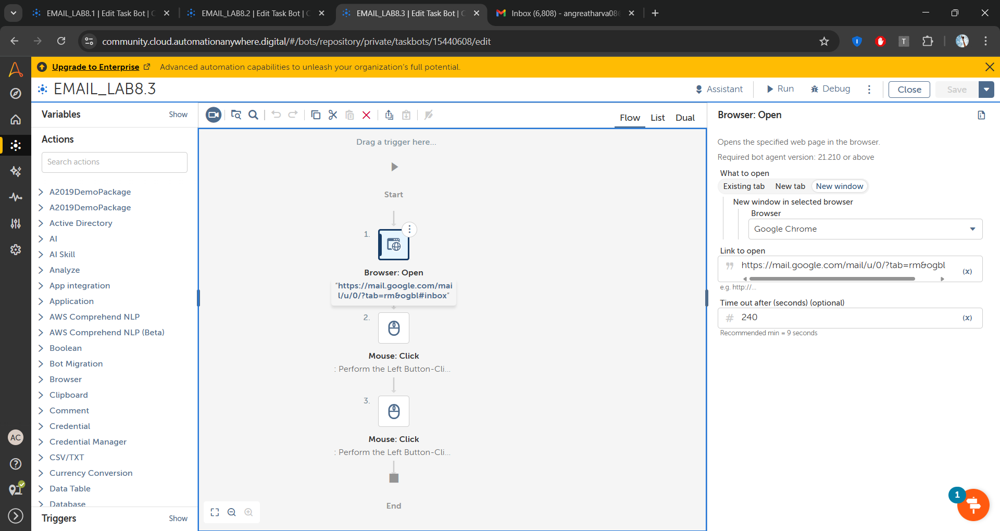 EMAIL_LAB8.1 | Edit Task Bot | C
EMAIL_LAB8.2 | Edit Task Bot | C
EMAIL_LAB8.3 | Edit Task Bot | C
Inbox (6,808) - angreatharva08
community.cloud.automationanywhere.digital/#/bots/repository/private/taskbots/15440608/edit
T
Upgrade to Enterprise
Advanced automation capabilities to unleash your organization's full potential.
EMAIL_LAB8.3
Assistant
Run
Debug
Close
Save
Variables
Show
Actions
Search actions
A2019DemoPackage
A2019DemoPackage
Active Directory
AI
AI Skill
Analyze
App integration
Application
AWS Comprehend NLP
AWS Comprehend NLP (Beta)
Boolean
Bot Migration
Browser
Clipboard
Comment
Credential
Credential Manager
CSV/TXT
Currency Conversion
Data Table
Database
Triggers
Show
AC
Flow
List
Dual
Drag a trigger here...
Start
1.
Browser: Open
"https://mail.google.com/mai
l/u/0/?tab=rm&ogbl#inbox"
2.
Mouse: Click
: Perform the Left Button-Cli...
3.
Mouse: Click
: Perform the Left Button-Cli...
End
Browser: Open
Opens the specified web page in the browser.
Required bot agent version: 21.210 or above
What to open
Existing tab
New tab
New window
New window in selected browser
Browser
Google Chrome
Link to open
https://mail.google.com/mail/u/0/?tab=rm&ogbl
(x)
e.g. http://...
Time out after (seconds) (optional)
# 240
(x)
Recommended min = 9 seconds
1